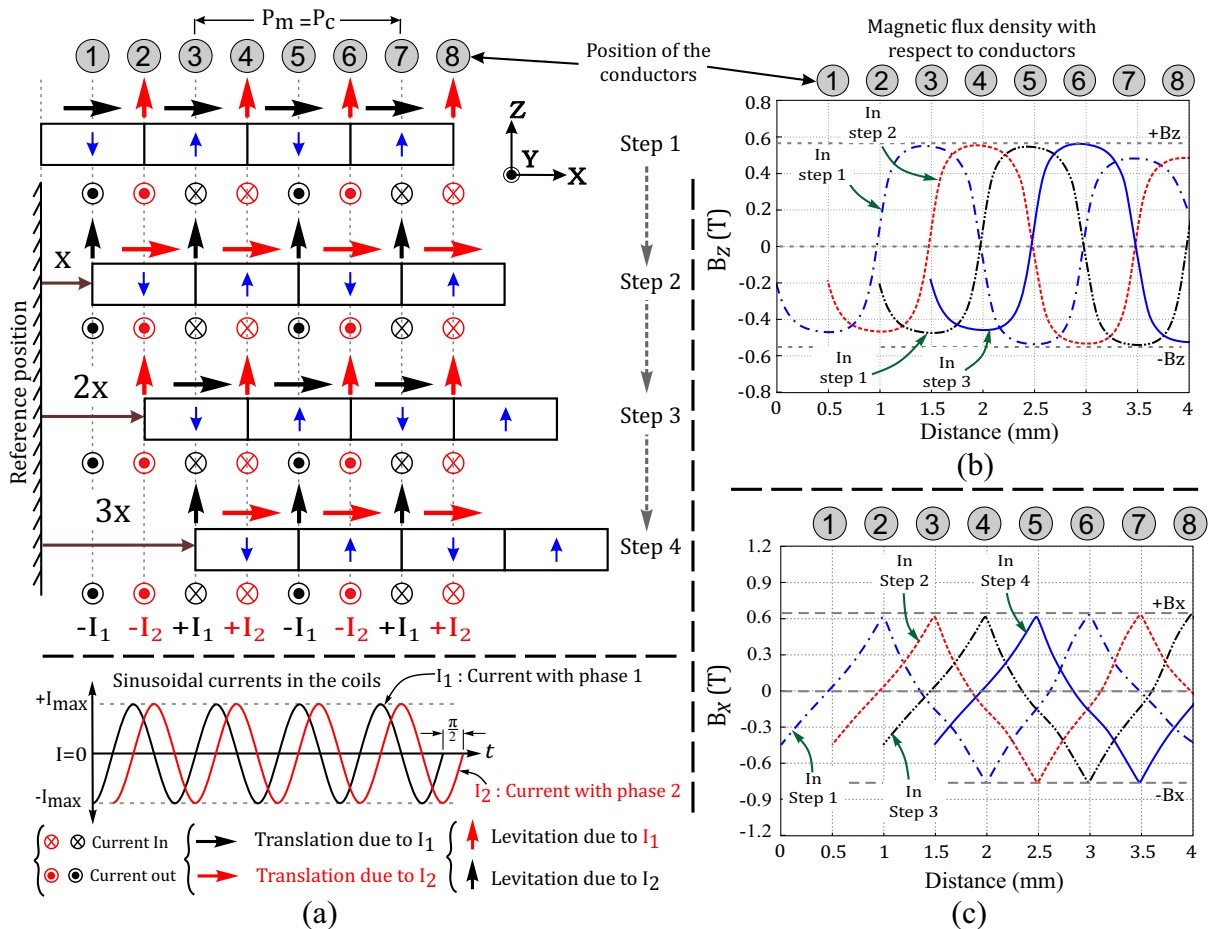 P_m = P_c
1 2 3 4 5 6 7 8
Position of the
conductors
Z
Y
X
Step 1
Step 2
Step 3
Step 4
Reference position
x
2x
3x
-I₁ -I₂ +I₁ +I₂ -I₁ -I₂ +I₁ +I₂
Sinusoidal currents in the coils
I₁ : Current with phase 1
+Imax
I=0
-Imax
π/2
t
I₂ : Current with phase 2
Current In
Current out
Translation due to I₁
Translation due to I₂
Levitation due to I₁
Levitation due to I₂
(a)
Magnetic flux density with
respect to conductors
1 2 3 4 5 6 7 8
B_Z (T)
0.8
0.6
0.4
0.2
0
-0.2
-0.4
-0.6
-0.8
In
step 2
In
step 1
In
step 1
In
step 3
+Bz
-Bz
0 0.5 1 1.5 2 2.5 3 3.5 4
Distance (mm)
(b)
1 2 3 4 5 6 7 8
B_X (T)
1.2
0.9
0.6
0.3
0
-0.3
-0.6
-0.9
-1.2
In
Step 2
In
Step 4
In
Step 1
In
Step 3
+Bx
-Bx
0 0.5 1 1.5 2 2.5 3 3.5 4
Distance (mm)
(c)